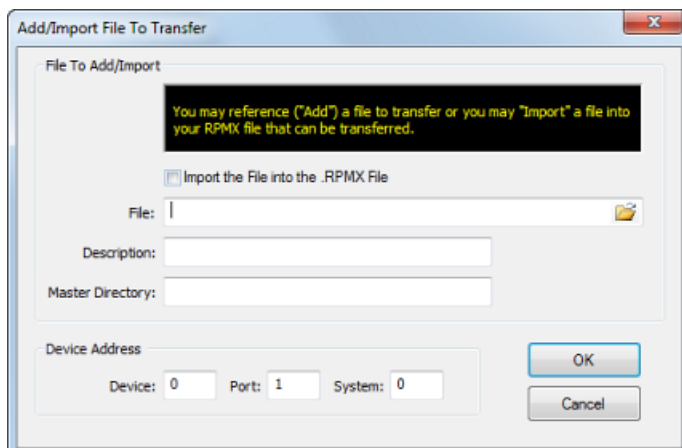 Add/Import File To Transfer
File To Add/Import
You may reference ("Add") a file to transfer or you may "Import" a file into
your RPMX file that can be transferred.
Import the File into the .RPMX File
File:
Description:
Master Directory:
Device Address
Device: 0 Port: 1 System: 0
OK
Cancel